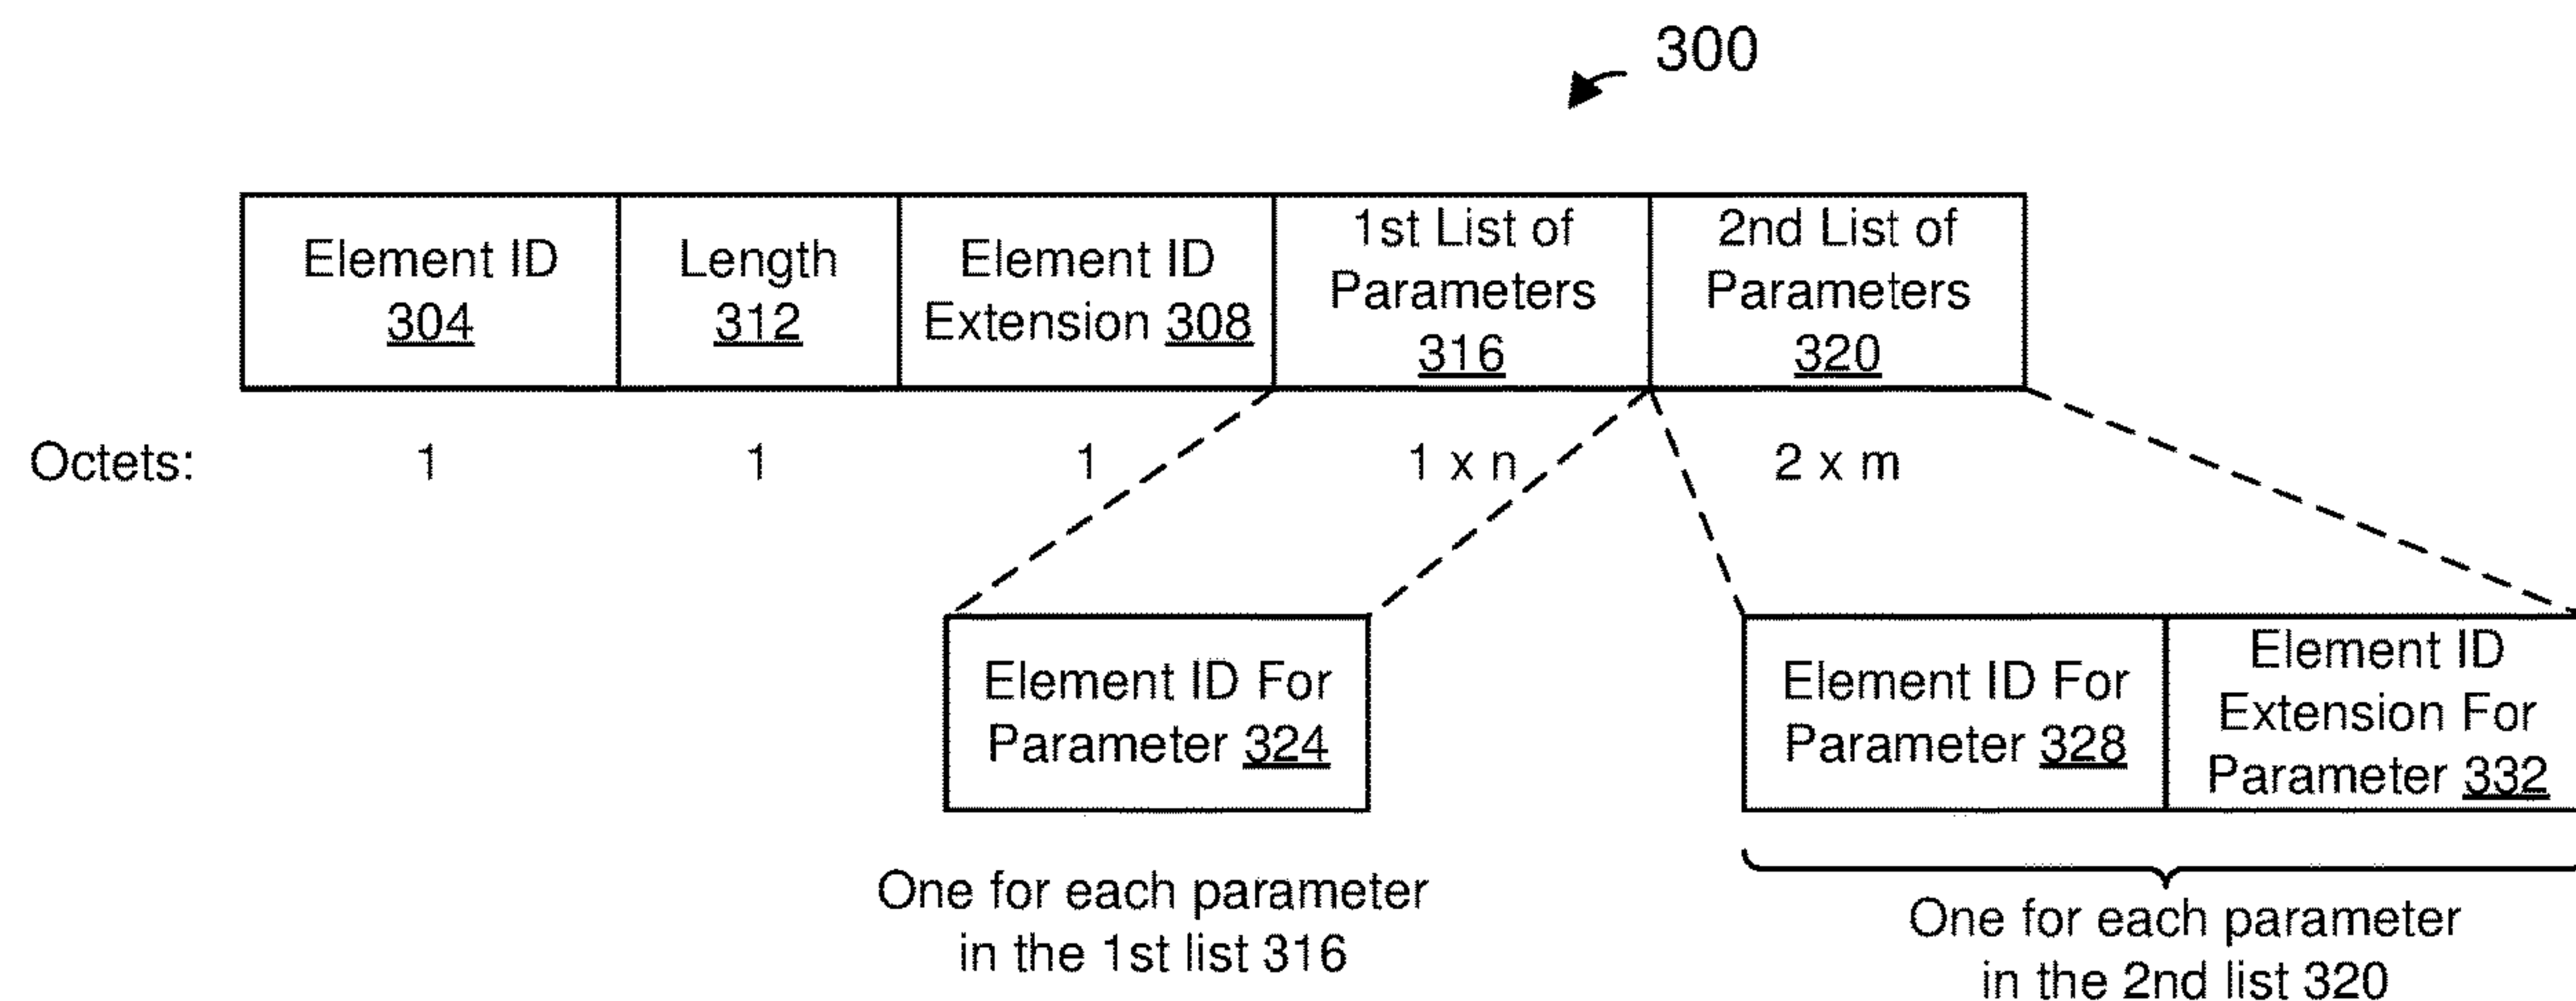 300
Element ID
304
Length
312
Element ID
Extension 308
1st List of
Parameters
316
2nd List of
Parameters
320
Octets: 1 1 1 1 x n 2 x m
Element ID For
Parameter 324
Element ID For
Parameter 328
Element ID
Extension For
Parameter 332
One for each parameter
in the 1st list 316
One for each parameter
in the 2nd list 320